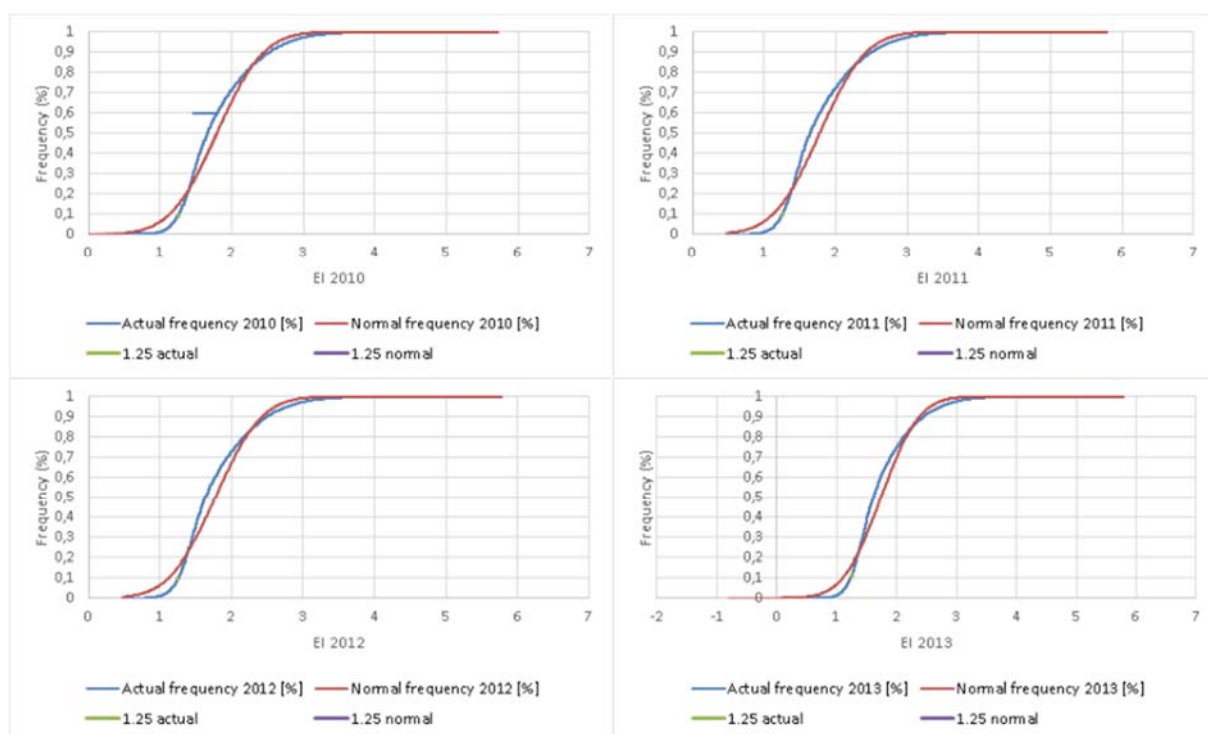 1
0,9
0,8
0,7
0,6
0,5
0,4
0,3
0,2
0,1
0
Frequency (%)
0 1 2 3 4 5 6 7
EI 2010
Actual frequency 2010 [%] Normal frequency 2010 [%]
1.25 actual 1.25 normal
1
0,9
0,8
0,7
0,6
0,5
0,4
0,3
0,2
0,1
0
Frequency (%)
0 1 2 3 4 5 6 7
EI 2011
Actual frequency 2011 [%] Normal frequency 2011 [%]
1.25 actual 1.25 normal
1
0,9
0,8
0,7
0,6
0,5
0,4
0,3
0,2
0,1
0
Frequency (%)
0 1 2 3 4 5 6 7
EI 2012
Actual frequency 2012 [%] Normal frequency 2012 [%]
1.25 actual 1.25 normal
1
0,9
0,8
0,7
0,6
0,5
0,4
0,3
0,2
0,1
0
Frequency (%)
-2 -1 0 1 2 3 4 5 6 7
EI 2013
Actual frequency 2013 [%] Normal frequency 2013 [%]
1.25 actual 1.25 normal